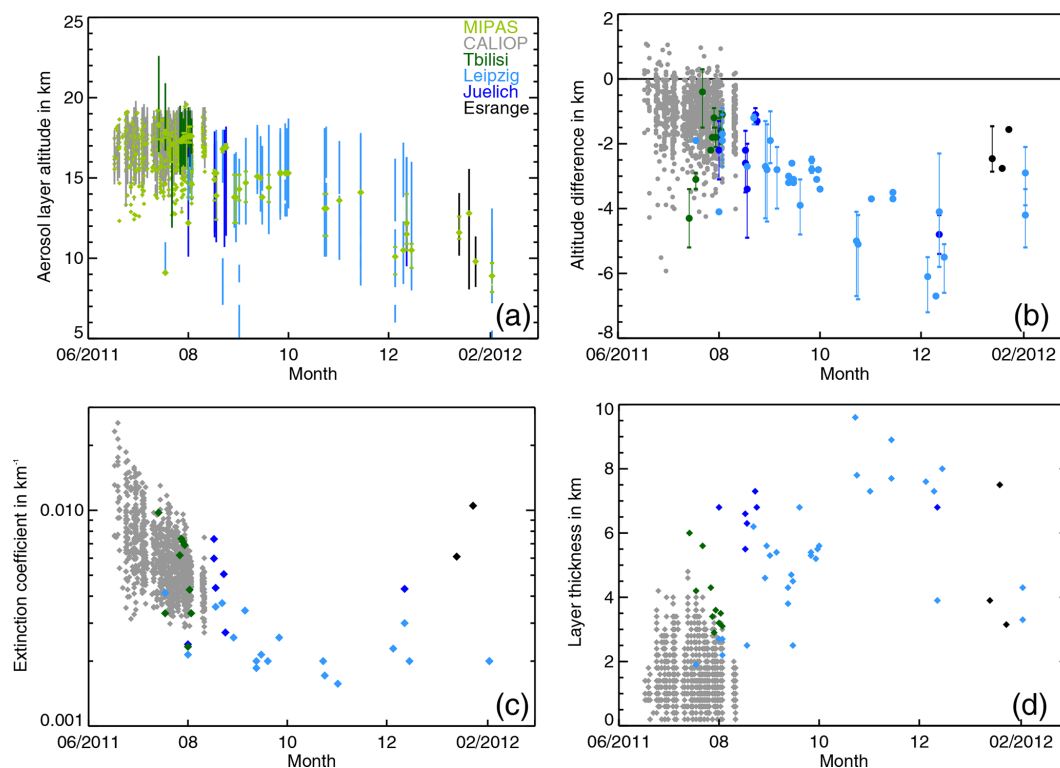 25
20
15
10
5
Aerosol layer altitude in km
MIPAS
CALIOP
Tbilisi
Leipzig
Juelich
Esrange
(a)
06/2011 08 10 12 02/2012
Month
2
0
-2
-4
-6
-8
Altitude difference in km
(b)
06/2011 08 10 12 02/2012
Month
0.010
0.001
Extinction coefficient in km⁻¹
(c)
06/2011 08 10 12 02/2012
Month
10
8
6
4
2
0
Layer thickness in km
(d)
06/2011 08 10 12 02/2012
Month